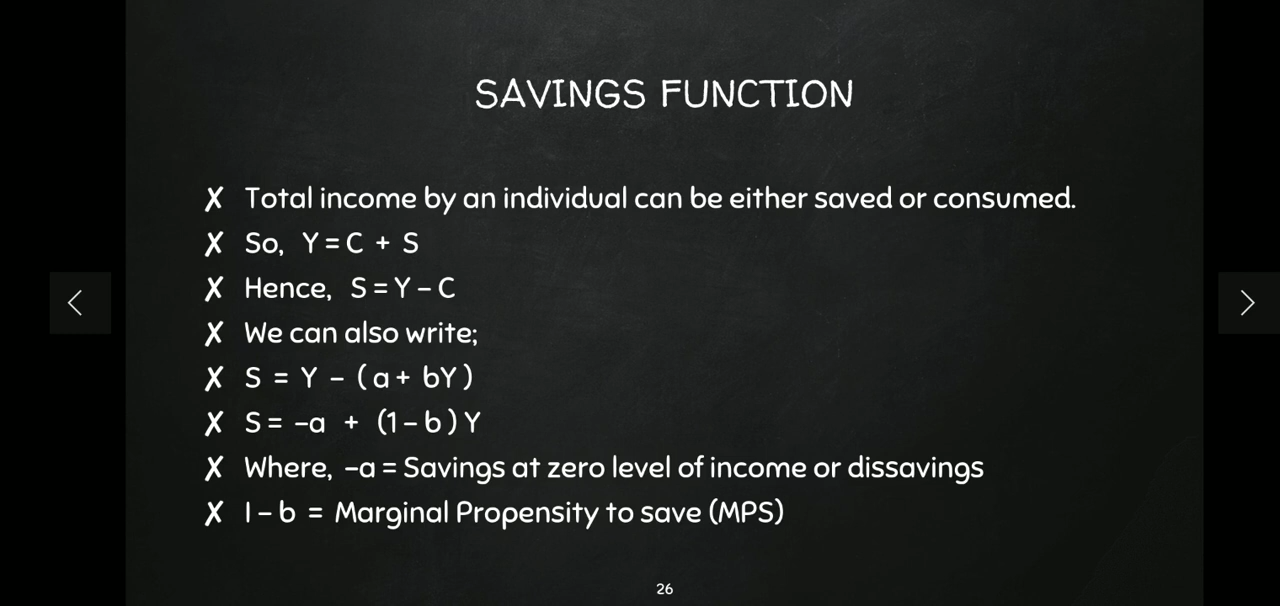 SAVINGS FUNCTION
✗ Total income by an individual can be either saved or consumed.
✗ So, Y = C + S
✗ Hence, S = Y – C
✗ We can also write;
✗ S = Y – ( a + bY )
✗ S = –a + (1 – b ) Y
✗ Where, –a = Savings at zero level of income or dissavings
✗ 1 – b = Marginal Propensity to save (MPS)
26